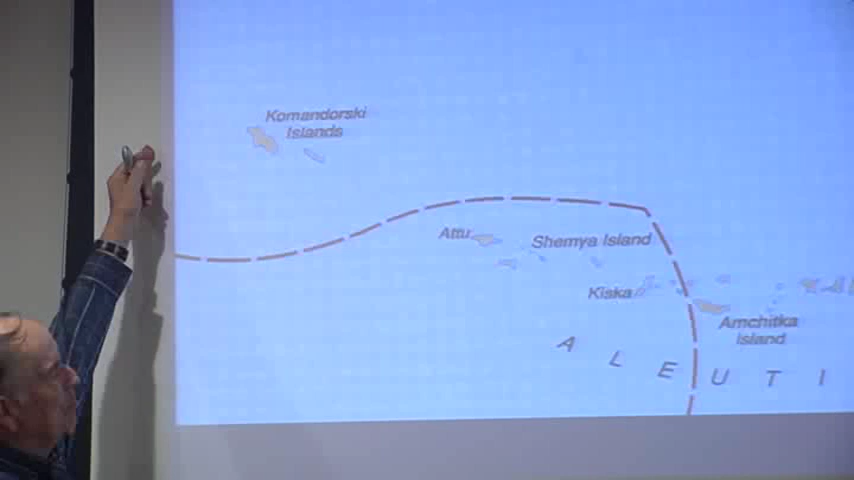 Komandorski
Islands
Attu
Shemya Island
Kiska
Amchitka
Island
A L E U T I